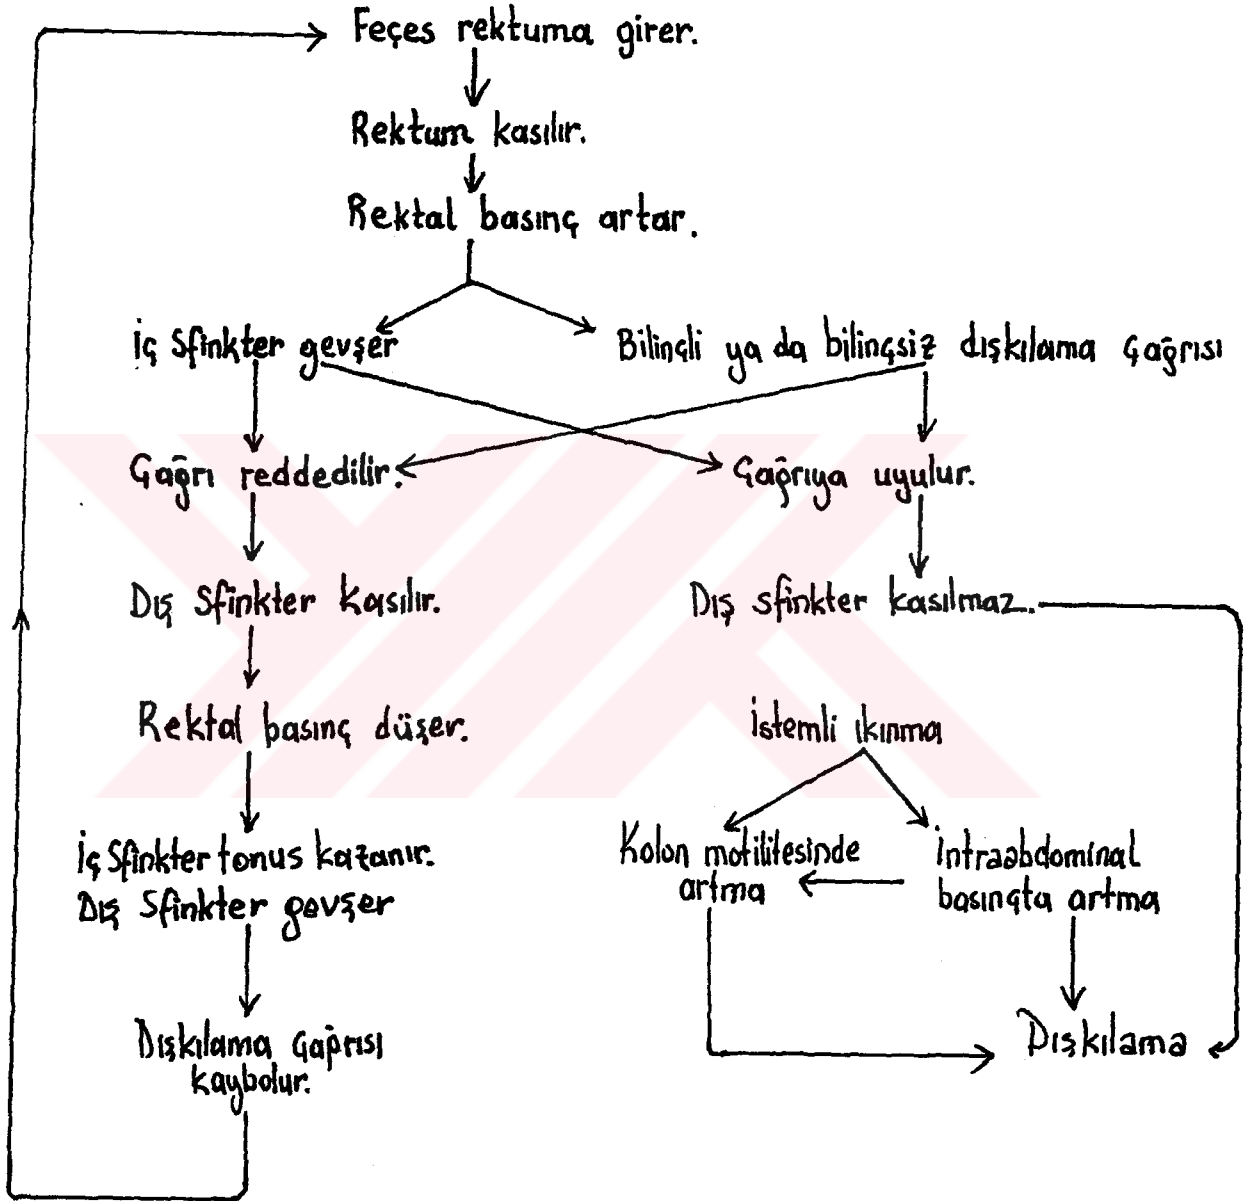 Feçes rektuma girer.
Rektum kasılır.
Rektal basınç artar.
İç Sfinkter gevşer
Bilinçli ya da bilinçsiz dışkılama çağrısı
Çağrı reddedilir.
Çağrıya uyulur.
Dış Sfinkter kasılır.
Dış sfinkter kasılmaz.
Rektal basınç düşer.
İstemli ıkınma
İç Sfinkter tonus kazanır.
Dış Sfinkter gevşer
Kolon motilitesinde
artma
İntraabdominal
basınçta artma
Dışkılama çağrısı
kaybolur.
Dışkılama